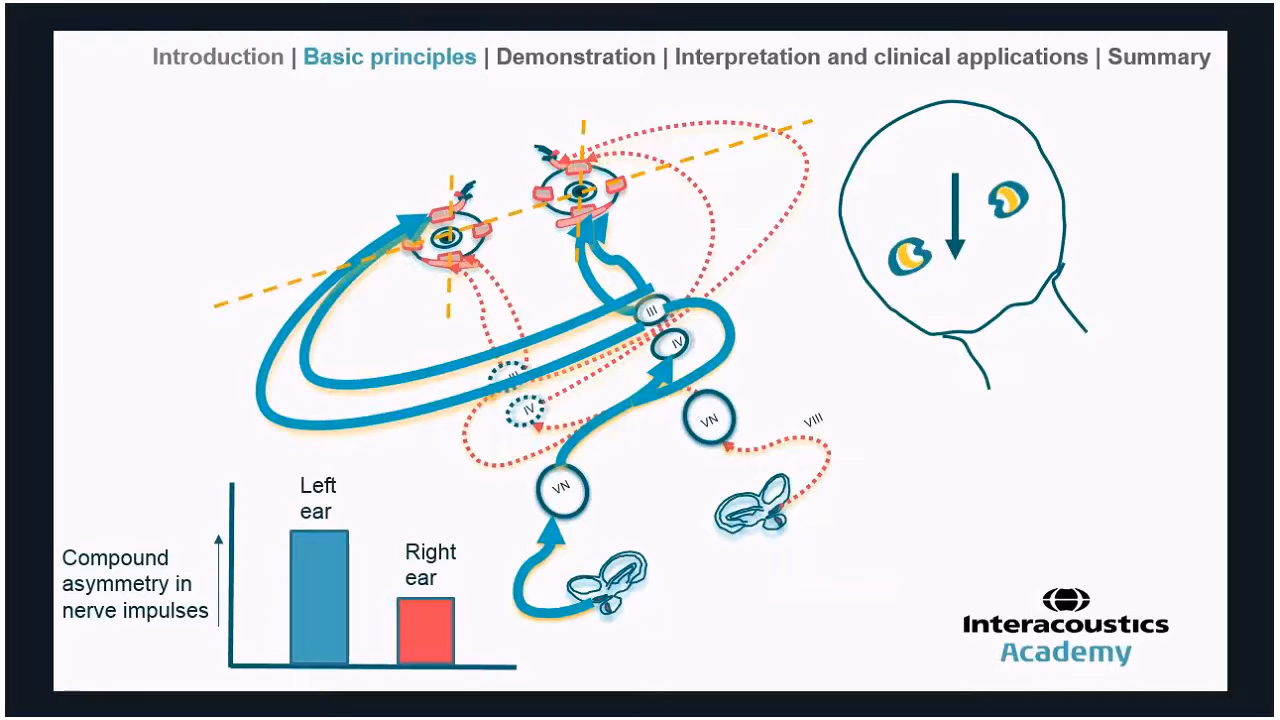 Introduction | Basic principles | Demonstration | Interpretation and clinical applications | Summary
III
IV
III
IV
VN
VIII
VN
Left
ear
Right
ear
Compound
asymmetry in
nerve impulses
Interacoustics
Academy